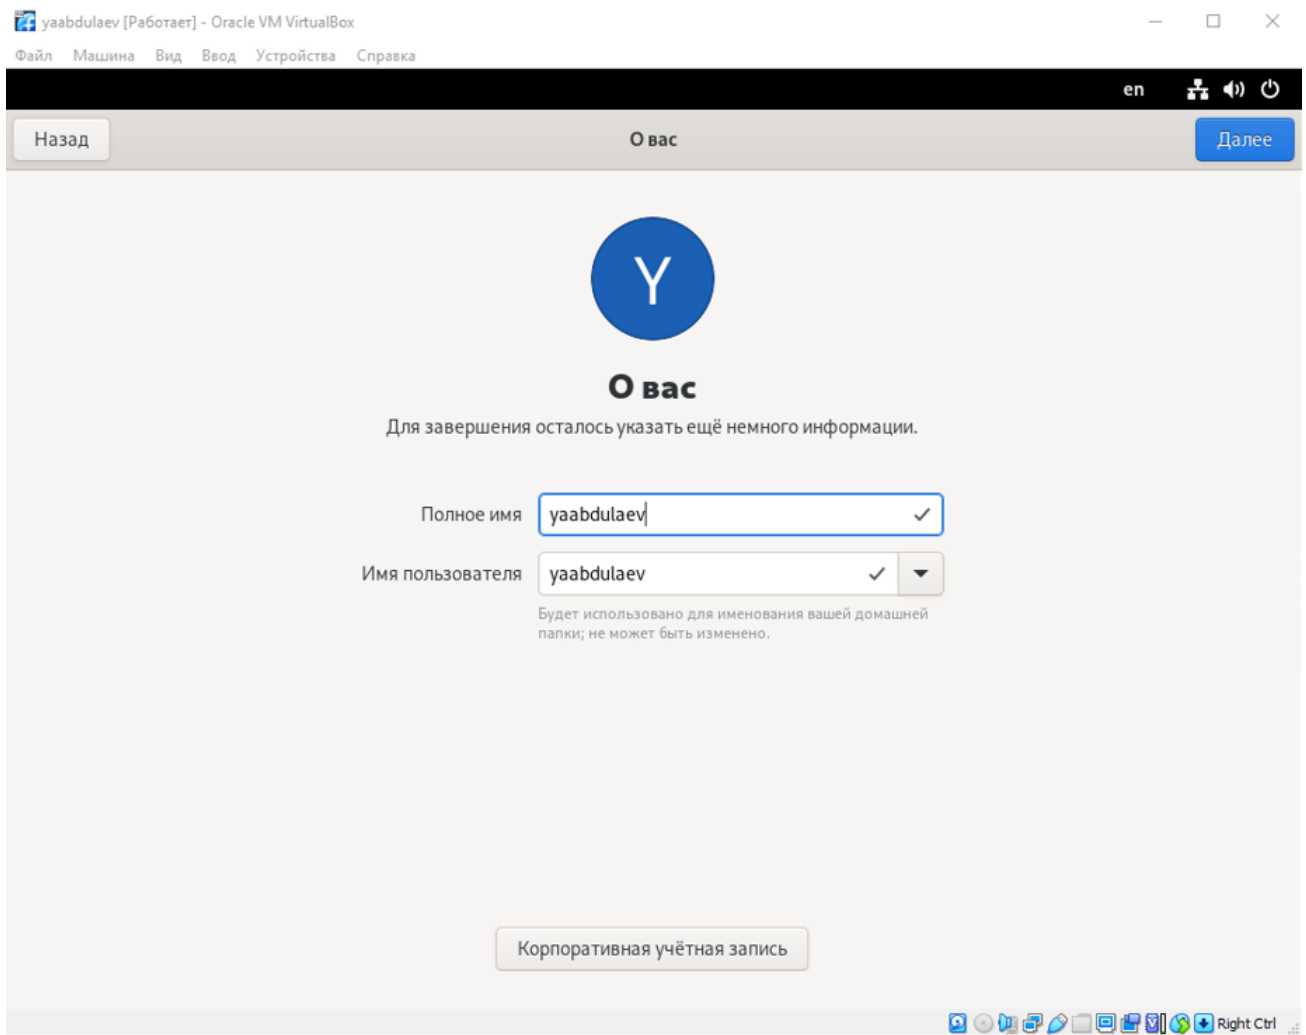 yaabdulaev [Работает] - Oracle VM VirtualBox
Файл Машина Вид Ввод Устройства Справка
en
Назад
О вас
Далее
Y
О вас
Для завершения осталось указать ещё немного информации.
Полное имя yaabdulaev
Имя пользователя yaabdulaev
Будет использовано для именования вашей домашней
папки; не может быть изменено.
Корпоративная учётная запись
Right Ctrl